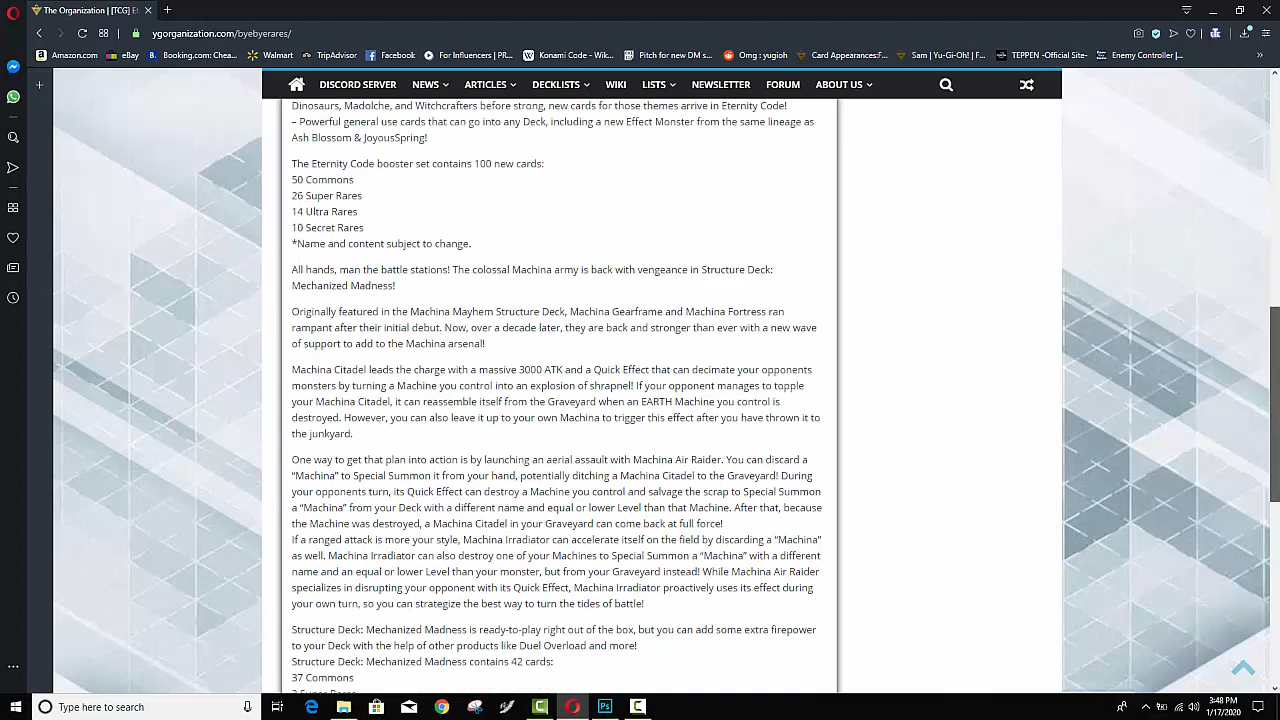 The Organization | [TCG] Et
ygorganization.com/byebyerares/
Amazon.com
eBay
Booking.com: Chea...
Walmart
TripAdvisor
Facebook
For Influencers | PR...
Konami Code - Wik...
Pitch for new DM s...
Omg : yugioh
Card Appearances:F...
Sam | Yu-Gi-Oh! | F...
TEPPEN -Official Site-
Enemy Controller |...
DISCORD SERVER
NEWS
ARTICLES
DECKLISTS
WIKI
LISTS
NEWSLETTER
FORUM
ABOUT US
Dinosaurs, Madolche, and Witchcrafters before strong, new cards for those themes arrive in Eternity Code!
– Powerful general use cards that can go into any Deck, including a new Effect Monster from the same lineage as
Ash Blossom & JoyousSpring!
The Eternity Code booster set contains 100 new cards:
50 Commons
26 Super Rares
14 Ultra Rares
10 Secret Rares
*Name and content subject to change.
All hands, man the battle stations! The colossal Machina army is back with vengeance in Structure Deck:
Mechanized Madness!
Originally featured in the Machina Mayhem Structure Deck, Machina Gearframe and Machina Fortress ran
rampant after their initial debut. Now, over a decade later, they are back and stronger than ever with a new wave
of support to add to the Machina arsenal!
Machina Citadel leads the charge with a massive 3000 ATK and a Quick Effect that can decimate your opponents
monsters by turning a Machine you control into an explosion of shrapnel! If your opponent manages to topple
your Machina Citadel, it can reassemble itself from the Graveyard when an EARTH Machine you control is
destroyed. However, you can also leave it up to your own Machina to trigger this effect after you have thrown it to
the junkyard.
One way to get that plan into action is by launching an aerial assault with Machina Air Raider. You can discard a
“Machina” to Special Summon it from your hand, potentially ditching a Machina Citadel to the Graveyard! During
your opponents turn, its Quick Effect can destroy a Machine you control and salvage the scrap to Special Summon
a “Machina” from your Deck with a different name and equal or lower Level than that Machine. After that, because
the Machine was destroyed, a Machina Citadel in your Graveyard can come back at full force!
If a ranged attack is more your style, Machina Irradiator can accelerate itself on the field by discarding a “Machina”
as well. Machina Irradiator can also destroy one of your Machines to Special Summon a “Machina” with a different
name and an equal or lower Level than your monster, but from your Graveyard instead! While Machina Air Raider
specializes in disrupting your opponent with its Quick Effect, Machina Irradiator proactively uses its effect during
your own turn, so you can strategize the best way to turn the tides of battle!
Structure Deck: Mechanized Madness is ready-to-play right out of the box, but you can add some extra firepower
to your Deck with the help of other products like Duel Overload and more!
Structure Deck: Mechanized Madness contains 42 cards:
37 Commons
Type here to search
3:48 PM
1/17/2020